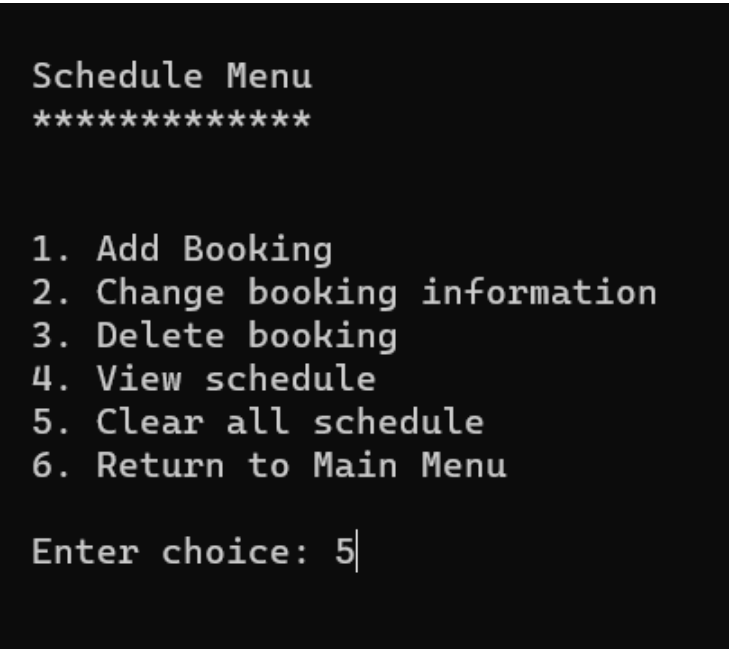 Schedule Menu
*************
1. Add Booking
2. Change booking information
3. Delete booking
4. View schedule
5. Clear all schedule
6. Return to Main Menu
Enter choice: 5